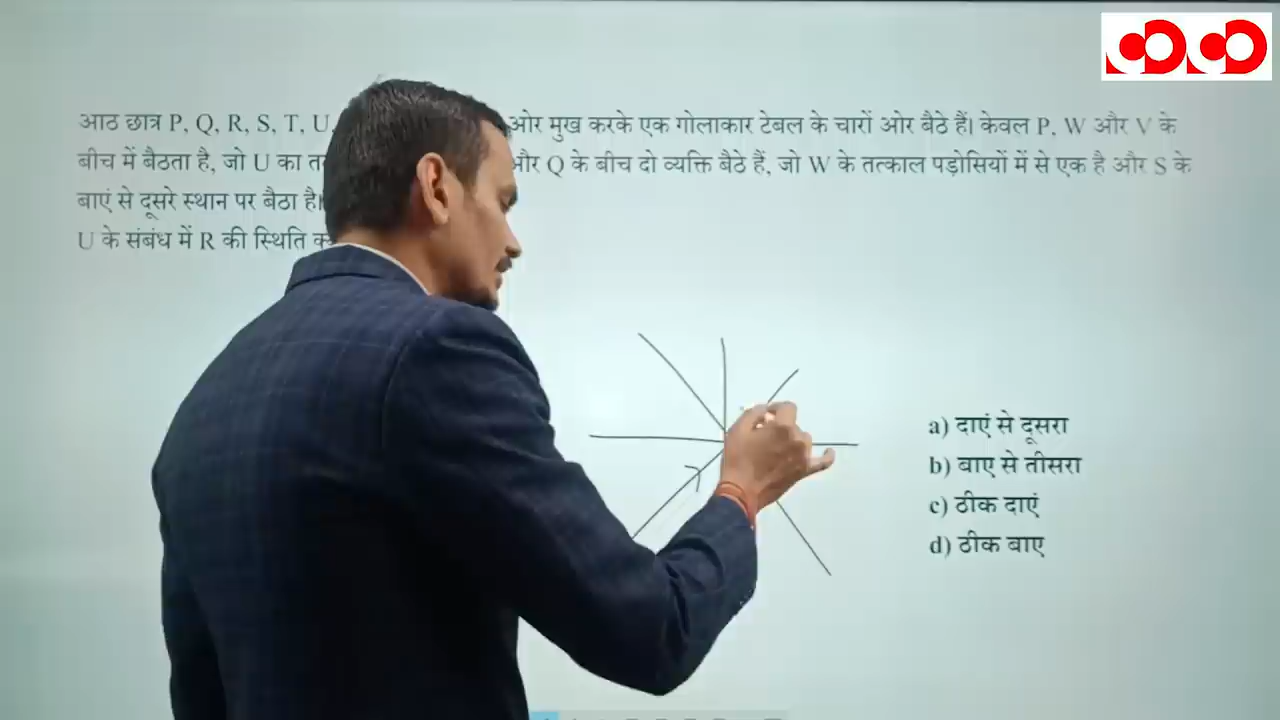 आठ छात्र P, Q, R, S, T, U, ओर मुख करके एक गोलाकार टेबल के चारों ओर बैठे हैं। केवल P, W और V के
बीच में बैठता है, जो U का और Q के बीच दो व्यक्ति बैठे हैं, जो W के तत्काल पड़ोसियों में से एक है और S के
बाएं से दूसरे स्थान पर बैठा है।
U के संबंध में R की स्थिति
a) दाएं से दूसरा
b) बाए से तीसरा
c) ठीक दाएं
d) ठीक बाए